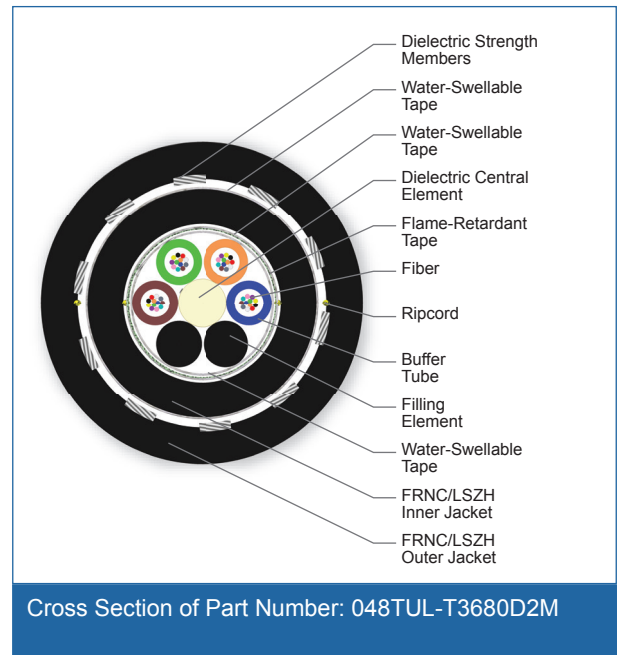 Dielectric Strength
Members
Water-Swellable
Tape
Water-Swellable
Tape
Dielectric Central
Element
Flame-Retardant
Tape
Fiber
Ripcord
Buffer
Tube
Filling
Element
Water-Swellable
Tape
FRNC/LSZH
Inner Jacket
FRNC/LSZH
Outer Jacket
Cross Section of Part Number: 048TUL-T3680D2M